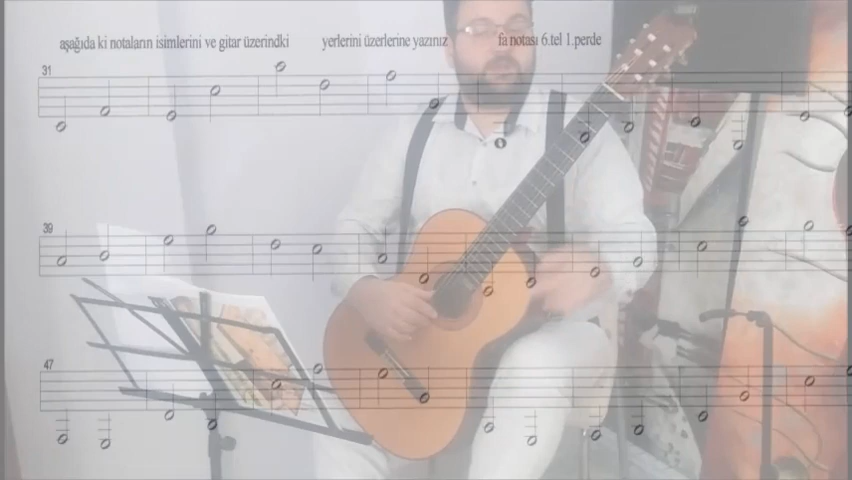 aşağıda ki notaların isimlerini ve gitar üzerindki yerlerini üzerlerine yazınız fa notası 6.tel 1.perde
31
39
47